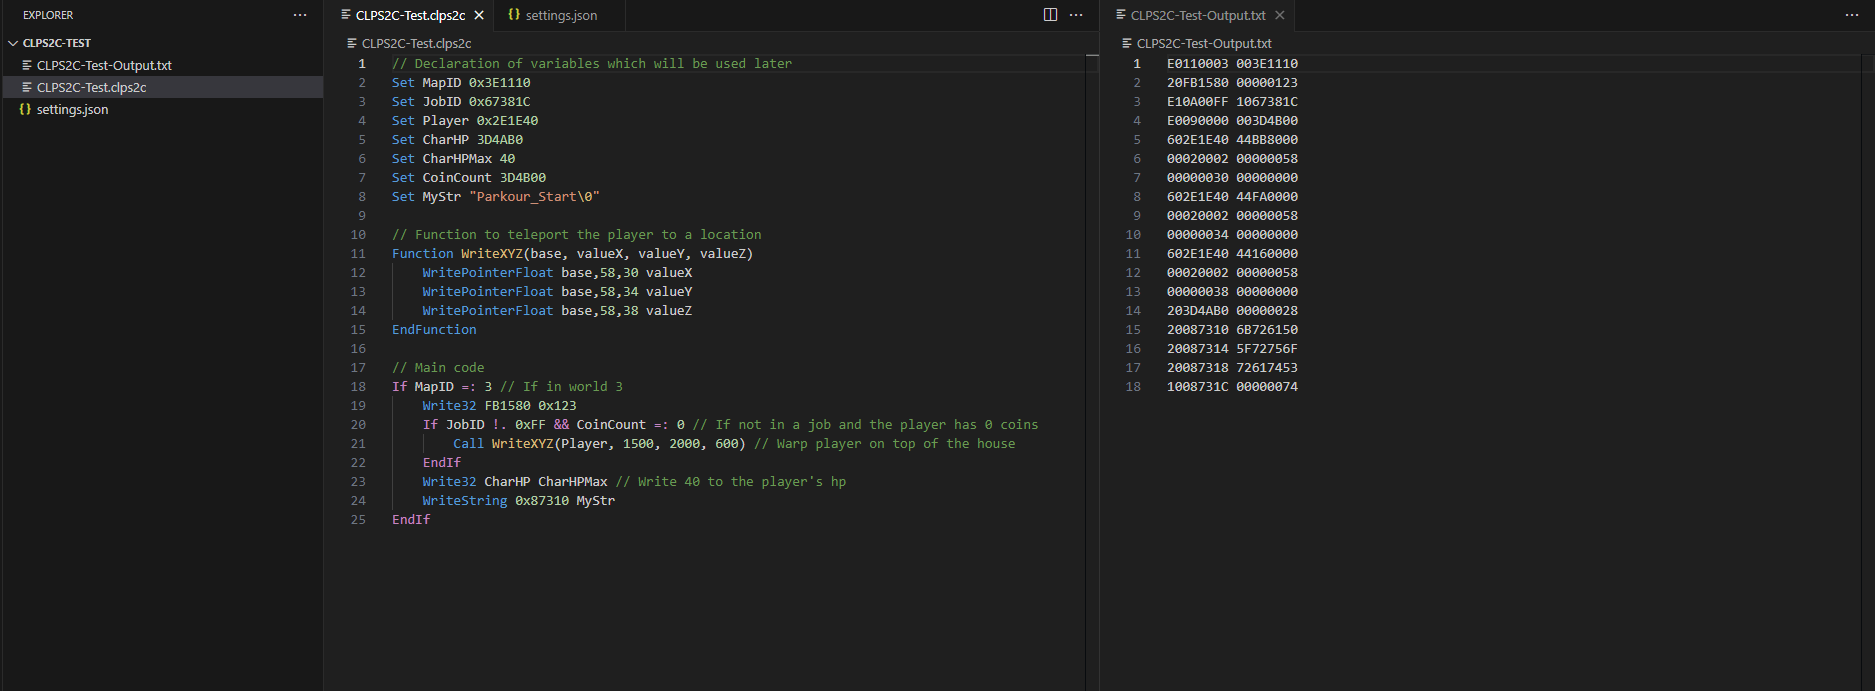 EXPLORER
CLPS2C-TEST
CLPS2C-Test-Output.txt
CLPS2C-Test.clps2c
{} settings.json
CLPS2C-Test.clps2c
{} settings.json
CLPS2C-Test.clps2c
1 // Declaration of variables which will be used later
2 Set MapID 0x3E1110
3 Set JobID 0x67381C
4 Set Player 0x2E1E40
5 Set CharHP 3D4AB0
6 Set CharHPMax 40
7 Set CoinCount 3D4B00
8 Set MyStr "Parkour_Start\0"
9
10 // Function to teleport the player to a location
11 Function WriteXYZ(base, valueX, valueY, valueZ)
12 WritePointerFloat base,58,30 valueX
13 WritePointerFloat base,58,34 valueY
14 WritePointerFloat base,58,38 valueZ
15 EndFunction
16
17 // Main code
18 If MapID =: 3 // If in world 3
19 Write32 FB1580 0x123
20 If JobID !. 0xFF && CoinCount =: 0 // If not in a job and the player has 0 coins
21 Call WriteXYZ(Player, 1500, 2000, 600) // Warp player on top of the house
22 EndIf
23 Write32 CharHP CharHPMax // Write 40 to the player's hp
24 WriteString 0x87310 MyStr
25 EndIf
CLPS2C-Test-Output.txt
CLPS2C-Test-Output.txt
1 E0110003 003E1110
2 20FB1580 00000123
3 E10A00FF 1067381C
4 E0090000 003D4B00
5 602E1E40 44BB8000
6 00020002 00000058
7 00000030 00000000
8 602E1E40 44FA0000
9 00020002 00000058
10 00000034 00000000
11 602E1E40 44160000
12 00020002 00000058
13 00000038 00000000
14 203D4AB0 00000028
15 20087310 6B726150
16 20087314 5F72756F
17 20087318 72617453
18 1008731C 00000074